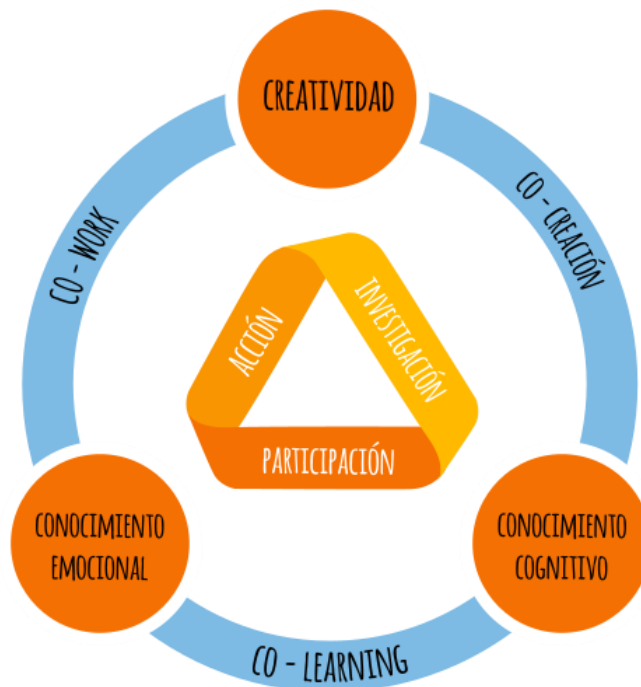 CREATIVIDAD
CO - WORK
CO - CREACIÓN
ACCIÓN
INVESTIGACIÓN
PARTICIPACIÓN
CONOCIMIENTO
EMOCIONAL
CONOCIMIENTO
COGNITIVO
CO - LEARNING